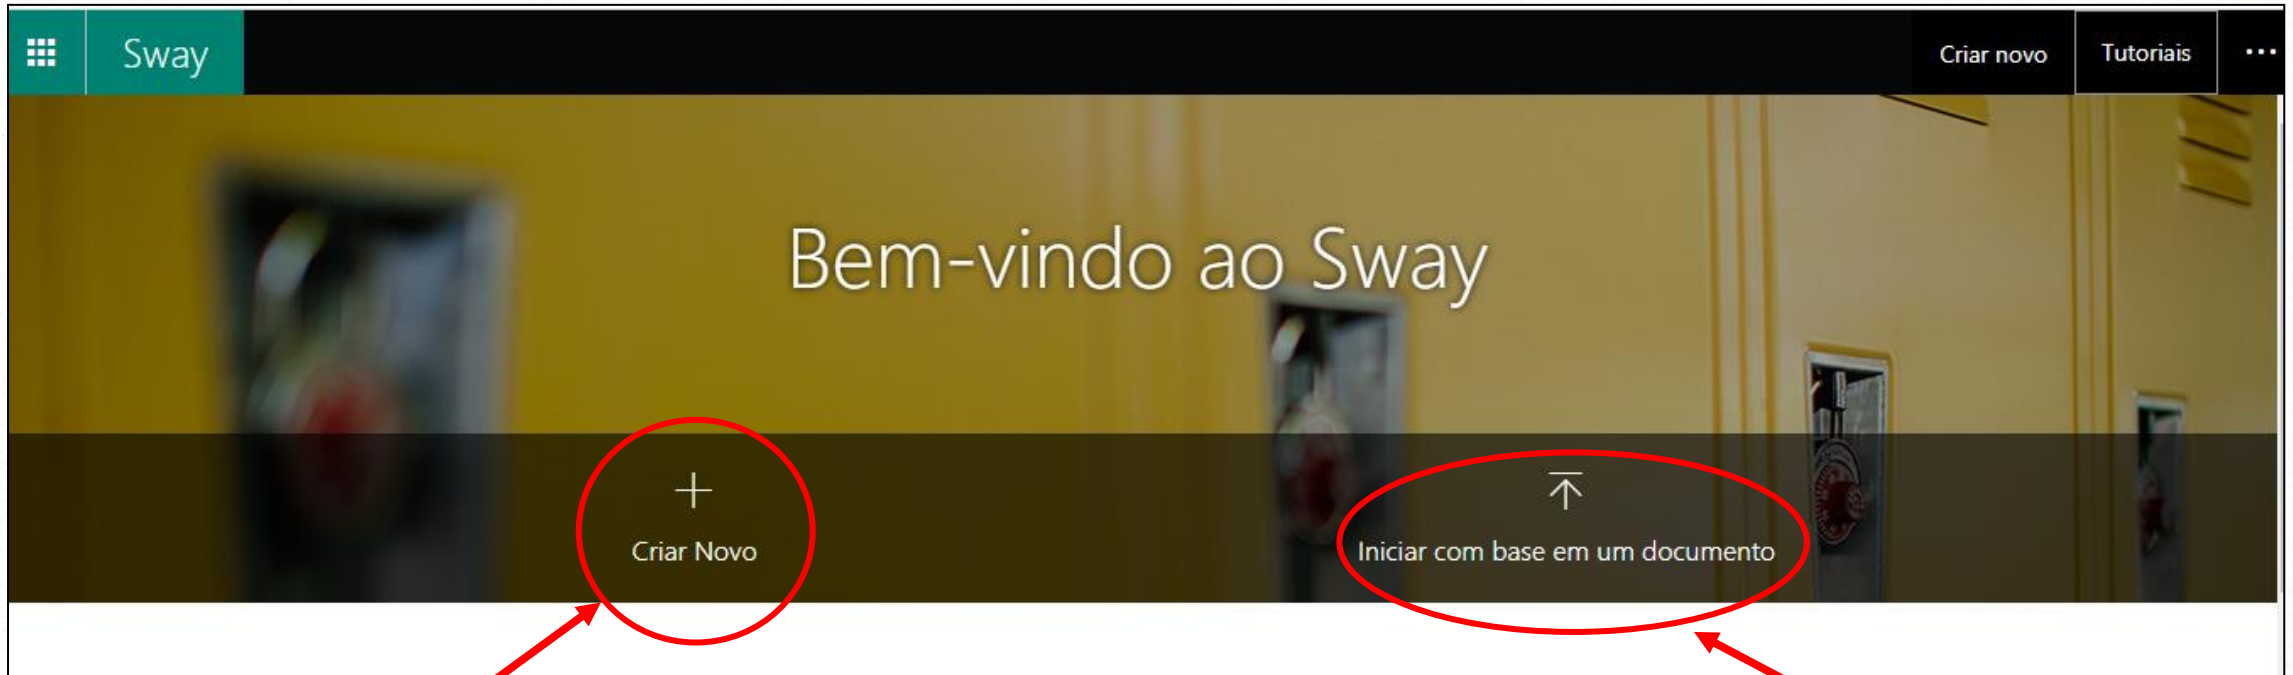 Sway
Criar novo
Tutoriais
Bem-vindo ao Sway
Criar Novo
Iniciar com base em um documento